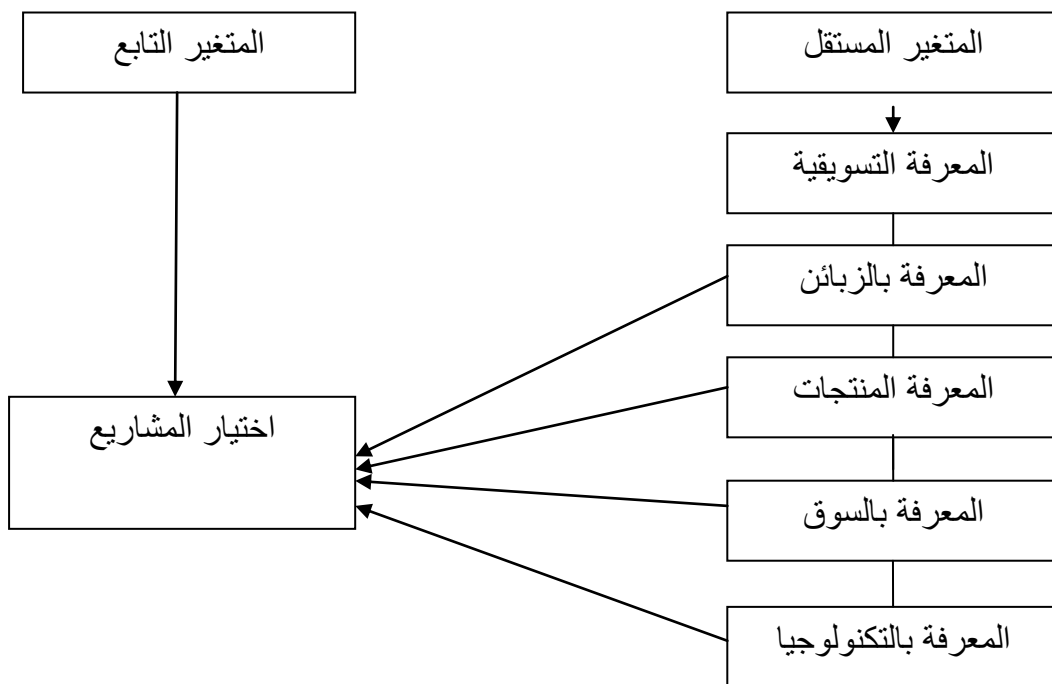 المتغير المستقل
المتغير التابع
المعرفة التسويقية
المعرفة بالزبائن
المعرفة المنتجات
اختيار المشاريع
المعرفة بالسوق
المعرفة بالتكنولوجيا